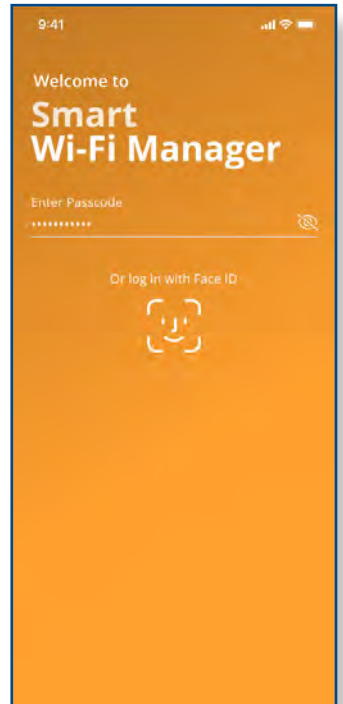 9:41
Welcome to
Smart
Wi-Fi Manager
Enter Passcode
•••••••••••
Or log in with Face ID